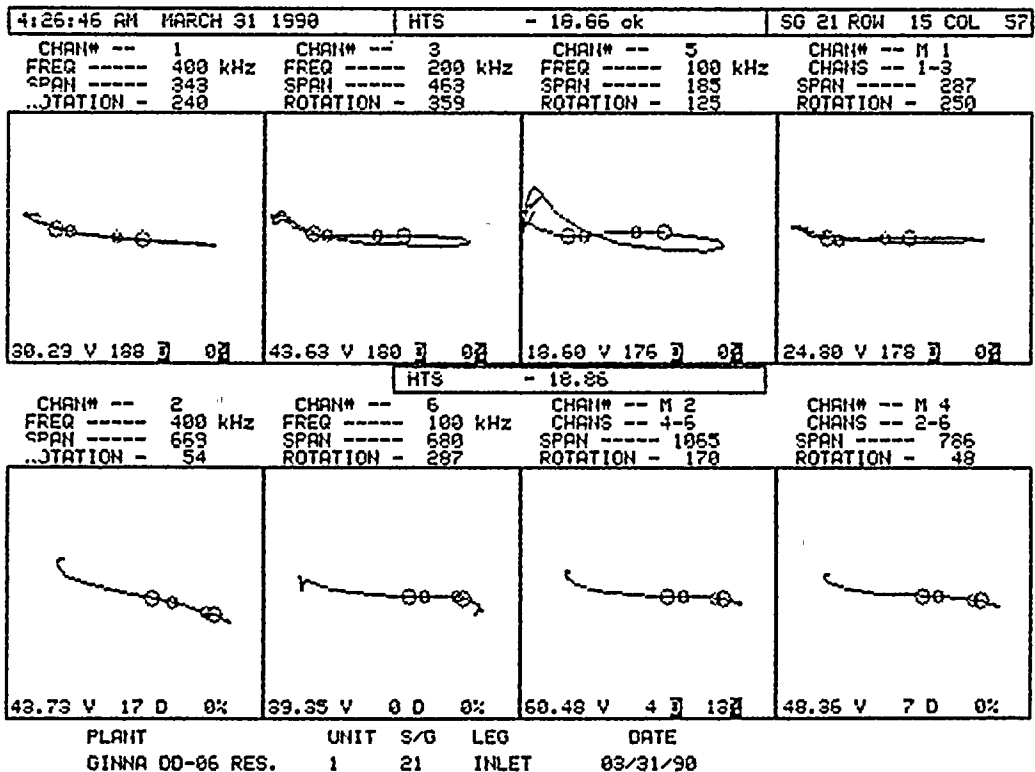 4:26:46 AM MARCH 31 1990 HTS - 18.66 ok SG 21 ROW 15 COL 57
CHAN# -- 1 CHAN# -- 3 CHAN# -- 5 CHAN# -- M 1
FREQ ----- 400 kHz FREQ ----- 200 kHz FREQ ----- 100 kHz CHANS -- 1-3
SPAN ----- 343 SPAN ----- 463 SPAN ----- 185 SPAN ----- 287
..OTATION - 240 ROTATION - 359 ROTATION - 125 ROTATION - 250
V 188 43.63 V 180 18.60 V 176 24.80 V 178
HTS - 18.86
CHAN# -- 2 CHAN# -- 6 CHAN# -- M 2 CHAN# -- M 4
FREQ ----- 400 kHz FREQ ----- 100 kHz CHANS -- 4-6 CHANS -- 2-6
SPAN ----- 669 SPAN ----- 680 SPAN ----- 1065 SPAN ----- 786
..OTATION - 54 ROTATION - 287 ROTATION - 170 ROTATION - 48
43.73 V 17 D 0% 39.35 V 0 D 0% 60.48 V 4 48.36 V 7 D 0%
PLANT UNIT S/G LEG DATE
GINNA DD-06 RES. 1 21 INLET 03/31/90